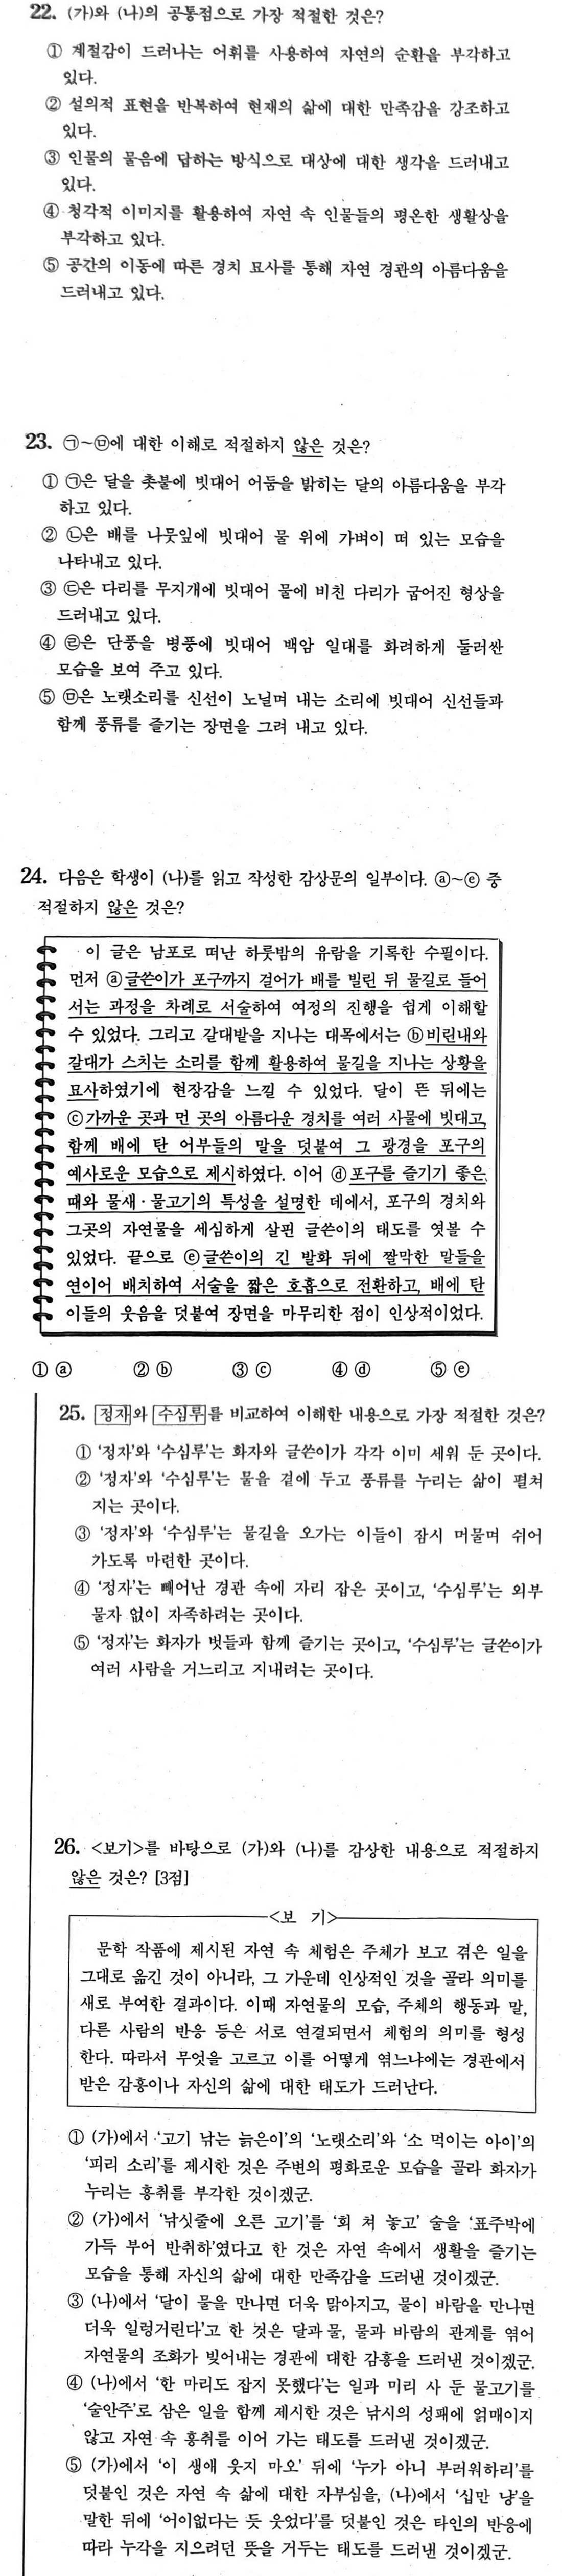 22. (가)와 (나)의 공통점으로 가장 적절한 것은?
① 계절감이 드러나는 어휘를 사용하여 자연의 순환을 부각하고
있다.
② 설의적 표현을 반복하여 현재의 삶에 대한 만족감을 강조하고
있다.
③ 인물의 물음에 답하는 방식으로 대상에 대한 생각을 드러내고
있다.
④ 청각적 이미지를 활용하여 자연 속 인물들의 평온한 생활상을
부각하고 있다.
⑤ 공간의 이동에 따른 경치 묘사를 통해 자연 경관의 아름다움을
드러내고 있다.
23. ㉠~㉤에 대한 이해로 적절하지 않은 것은?
① ㉠은 달을 촛불에 빗대어 어둠을 밝히는 달의 아름다움을 부각
하고 있다.
② ㉡은 배를 나뭇잎에 빗대어 물 위에 가벼이 떠 있는 모습을
나타내고 있다.
③ ㉢은 다리를 무지개에 빗대어 물에 비친 다리가 굽어진 형상을
드러내고 있다.
④ ㉣은 단풍을 병풍에 빗대어 백암 일대를 화려하게 둘러싼
모습을 보여 주고 있다.
⑤ ㉤은 노랫소리를 신선이 노닐며 내는 소리에 빗대어 신선들과
함께 풍류를 즐기는 장면을 그려 내고 있다.
24. 다음은 학생이 (나)를 읽고 작성한 감상문의 일부이다. ⓐ~ⓔ 중
적절하지 않은 것은?
이 글은 남포로 떠난 하룻밤의 유람을 기록한 수필이다.
먼저 ⓐ글쓴이가 포구까지 걸어가 배를 빌린 뒤 물길로 들어
서는 과정을 차례로 서술하여 여정의 진행을 쉽게 이해할
수 있었다. 그리고 갈대밭을 지나는 대목에서는 ⓑ비린내와
갈대가 스치는 소리를 함께 활용하여 물길을 지나는 상황을
묘사하였기에 현장감을 느낄 수 있었다. 달이 뜬 뒤에는
ⓒ가까운 곳과 먼 곳의 아름다운 경치를 여러 사물에 빗대고,
함께 배에 탄 어부들의 말을 덧붙여 그 광경을 포구의
예사로운 모습으로 제시하였다. 이어 ⓓ포구를 즐기기 좋은
때와 물새·물고기의 특성을 설명한 데에서, 포구의 경치와
그곳의 자연물을 세심하게 살핀 글쓴이의 태도를 엿볼 수
있었다. 끝으로 ⓔ글쓴이의 긴 발화 뒤에 짤막한 말들을
연이어 배치하여 서술을 짧은 호흡으로 전환하고, 배에 탄
이들의 웃음을 덧붙여 장면을 마무리한 점이 인상적이었다.
① ⓐ ② ⓑ ③ ⓒ ④ ⓓ ⑤ ⓔ
25. 정자와 수심루를 비교하여 이해한 내용으로 가장 적절한 것은?
① '정자'와 '수심루'는 화자와 글쓴이가 각각 이미 세워 둔 곳이다.
② '정자'와 '수심루'는 물을 곁에 두고 풍류를 누리는 삶이 펼쳐
지는 곳이다.
③ '정자'와 '수심루'는 물길을 오가는 이들이 잠시 머물며 쉬어
가도록 마련한 곳이다.
④ '정자'는 빼어난 경관 속에 자리 잡은 곳이고, '수심루'는 외부
물자 없이 자족하려는 곳이다.
⑤ '정자'는 화자가 벗들과 함께 즐기는 곳이고, '수심루'는 글쓴이가
여러 사람을 거느리고 지내려는 곳이다.
26. <보기>를 바탕으로 (가)와 (나)를 감상한 내용으로 적절하지
않은 것은? [3점]
<보 기>
문학 작품에 제시된 자연 속 체험은 주체가 보고 겪은 일을
그대로 옮긴 것이 아니라, 그 가운데 인상적인 것을 골라 의미를
새로 부여한 결과이다. 이때 자연물의 모습, 주체의 행동과 말,
다른 사람의 반응 등은 서로 연결되면서 체험의 의미를 형성
한다. 따라서 무엇을 고르고 이를 어떻게 엮느냐에는 경관에서
받은 감흥이나 자신의 삶에 대한 태도가 드러난다.
① (가)에서 '고기 낚는 늙은이'의 '노랫소리'와 '소 먹이는 아이'의
'피리 소리'를 제시한 것은 주변의 평화로운 모습을 골라 화자가
누리는 흥취를 부각한 것이겠군.
② (가)에서 '낚싯줄에 오른 고기'를 '회 쳐 놓고' 술을 '표주박에
가득 부어 반취하'였다고 한 것은 자연 속에서 생활을 즐기는
모습을 통해 자신의 삶에 대한 만족감을 드러낸 것이겠군.
③ (나)에서 '달이 물을 만나면 더욱 맑아지고, 물이 바람을 만나면
더욱 일렁거린다'고 한 것은 달과 물, 물과 바람의 관계를 엮어
자연물의 조화가 빚어내는 경관에 대한 감흥을 드러낸 것이겠군.
④ (나)에서 '한 마리도 잡지 못했다'는 일과 미리 사 둔 물고기를
'술안주'로 삼은 일을 함께 제시한 것은 낚시의 성패에 얽매이지
않고 자연 속 흥취를 이어 가는 태도를 드러낸 것이겠군.
⑤ (가)에서 '이 생애 웃지 마오' 뒤에 '누가 아니 부러워하리'를
덧붙인 것은 자연 속 삶에 대한 자부심을, (나)에서 '십만 냥'을
말한 뒤에 '어이없다는 듯 웃었다'를 덧붙인 것은 타인의 반응에
따라 누각을 지으려던 뜻을 거두는 태도를 드러낸 것이겠군.